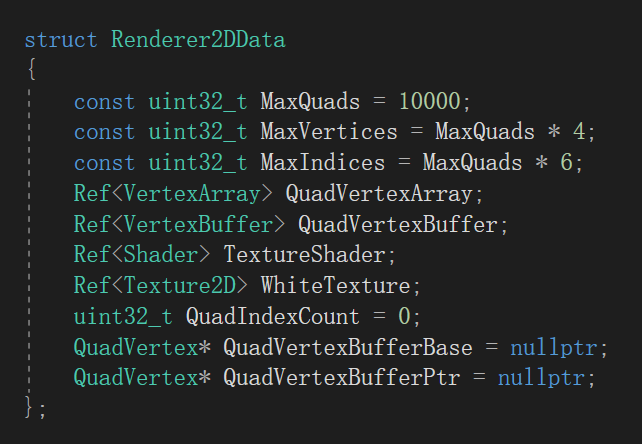 struct Renderer2DData
{
const uint32_t MaxQuads = 10000;
const uint32_t MaxVertices = MaxQuads * 4;
const uint32_t MaxIndices = MaxQuads * 6;
Ref<VertexArray> QuadVertexArray;
Ref<VertexBuffer> QuadVertexBuffer;
Ref<Shader> TextureShader;
Ref<Texture2D> WhiteTexture;
uint32_t QuadIndexCount = 0;
QuadVertex* QuadVertexBufferBase = nullptr;
QuadVertex* QuadVertexBufferPtr = nullptr;
};